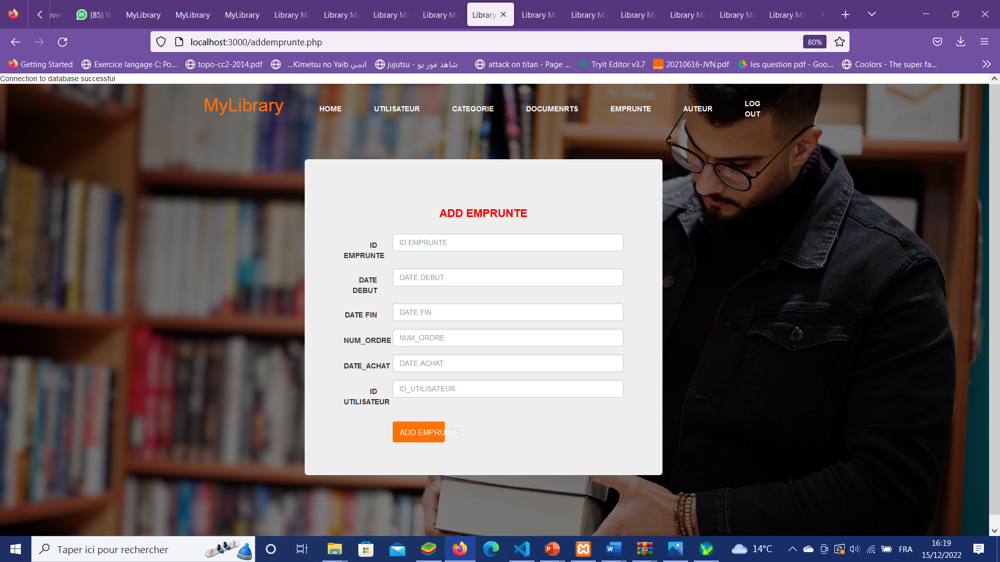 oves
(85) W
MyLibrary
MyLibrary
MyLibrary
Library Ma
Library Ma
Library Ma
Library Ma
Library
Library Ma
Library Ma
Library Ma
Library Ma
Library Ma
Library Ma
localhost:3000/addemprunte.php
80%
Getting Started
Exercice langage C: Po...
topo-cc2-2014.pdf
...Kimetsu no Yaib انمي
شاهد فور يو - jujutsu
attack on titan - Page ...
Tryit Editor v3.7
20210616-JVN.pdf
les question pdf - Goo...
Coolors - The super fa...
Connection to database successful
MyLibrary
HOME
UTILISATEUR
CATEGORIE
DOCUMENRTS
EMPRUNTE
AUTEUR
LOG
OUT
ADD EMPRUNTE
ID
EMPRUNTE
ID EMPRUNTE
DATE
DEBUT
DATE DEBUT
DATE FIN
DATE FIN
NUM_ORDRE
NUM_ORDRE
DATE_ACHAT
DATE ACHAT
ID
UTILISATEUR
ID_UTILISATEUR
ADD EMPRUNTE
Taper ici pour rechercher
14°C
FRA
16:19
15/12/2022